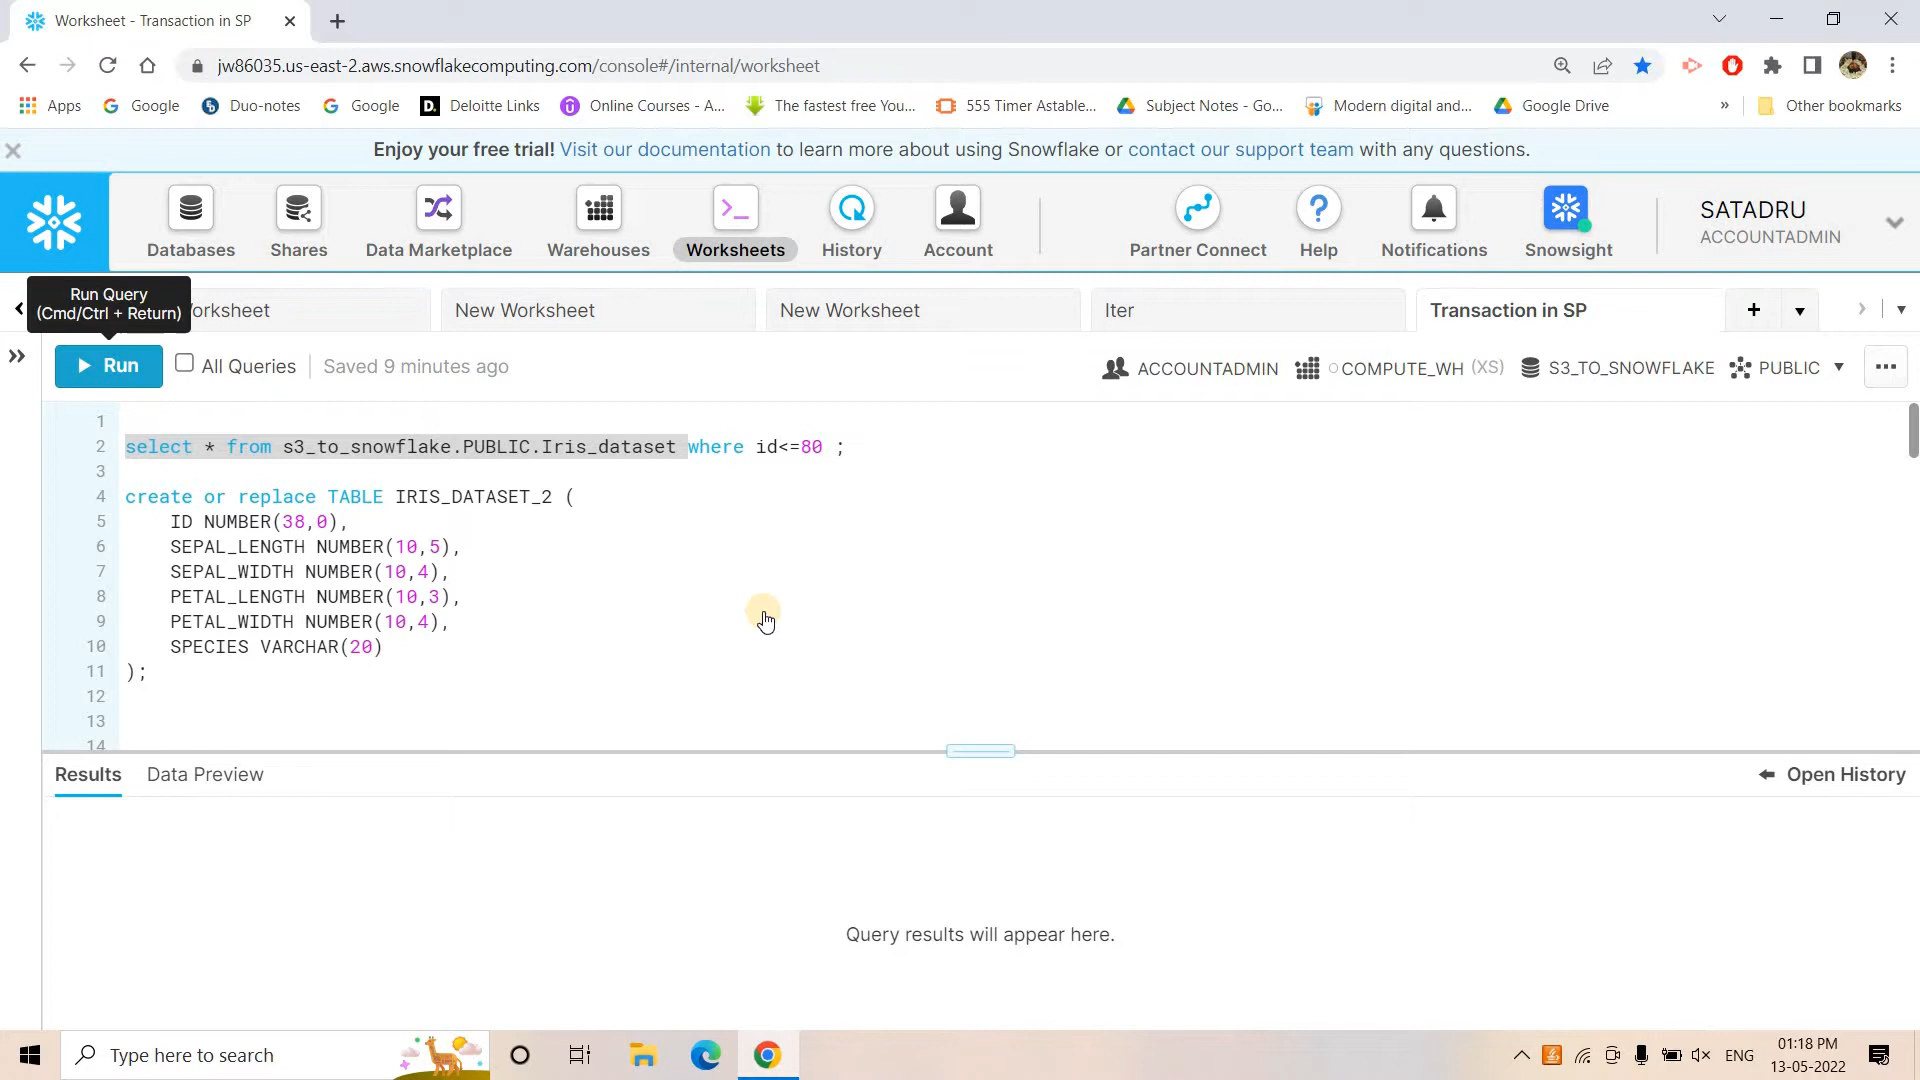 Worksheet - Transaction in SP
jw86035.us-east-2.aws.snowflakecomputing.com/console#/internal/worksheet
Apps Google Duo-notes Google D. Deloitte Links Online Courses - A... The fastest free You... 555 Timer Astable... Subject Notes - Go... Modern digital and... Google Drive » Other bookmarks
Enjoy your free trial! Visit our documentation to learn more about using Snowflake or contact our support team with any questions.
Databases Shares Data Marketplace Warehouses Worksheets History Account Partner Connect Help Notifications Snowsight
SATADRU
ACCOUNTADMIN
Run Query
(Cmd/Ctrl + Return)
orksheet New Worksheet New Worksheet Iter Transaction in SP
Run All Queries Saved 9 minutes ago ACCOUNTADMIN COMPUTE_WH (XS) S3_TO_SNOWFLAKE PUBLIC
1
2 select * from s3_to_snowflake.PUBLIC.Iris_dataset where id<=80 ;
3
4 create or replace TABLE IRIS_DATASET_2 (
5 ID NUMBER(38,0),
6 SEPAL_LENGTH NUMBER(10,5),
7 SEPAL_WIDTH NUMBER(10,4),
8 PETAL_LENGTH NUMBER(10,3),
9 PETAL_WIDTH NUMBER(10,4),
10 SPECIES VARCHAR(20)
11 );
12
13
14
Results Data Preview Open History
Query results will appear here.
Type here to search
ENG
01:18 PM
13-05-2022